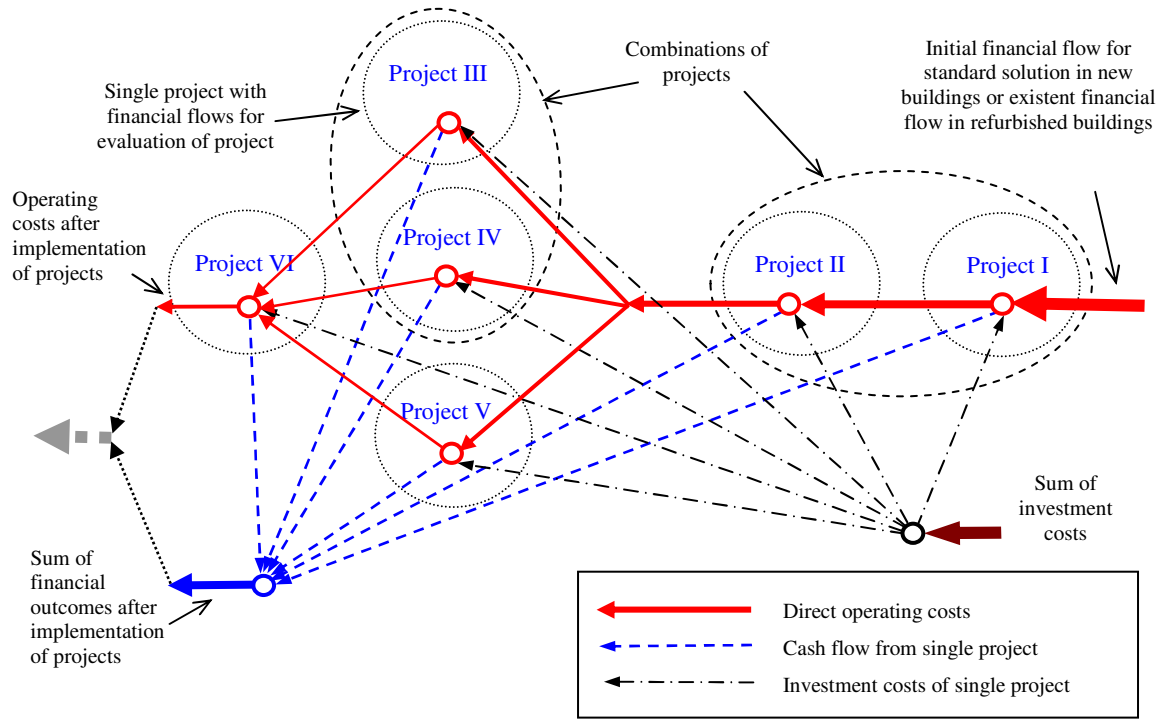 Project III
Combinations of
projects
Initial financial flow for
standard solution in new
buildings or existent financial
flow in refurbished buildings
Single project with
financial flows for
evaluation of project
Operating
costs after
implementation
of projects
Project IV
Project VI
Project II
Project I
Project V
Sum of
investment
costs
Sum of
financial
outcomes after
implementation
of projects
Direct operating costs
Cash flow from single project
Investment costs of single project